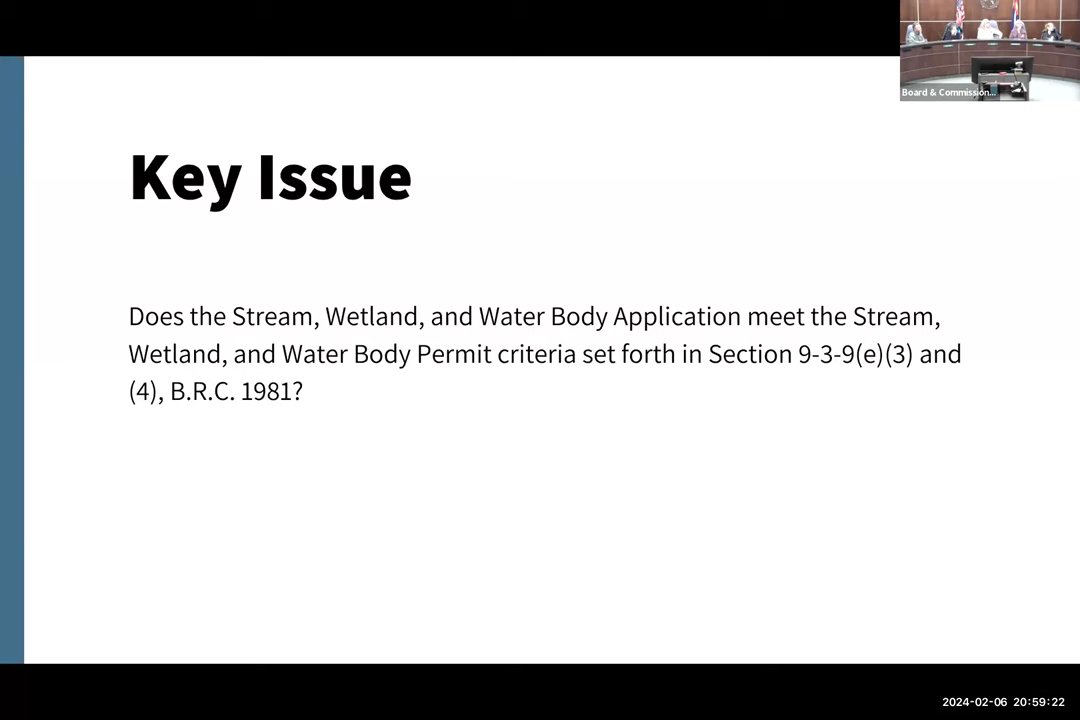 Board & Commission...
Key Issue
Does the Stream, Wetland, and Water Body Application meet the Stream,
Wetland, and Water Body Permit criteria set forth in Section 9-3-9(e)(3) and
(4), B.R.C. 1981?
2024-02-06 20:59:22